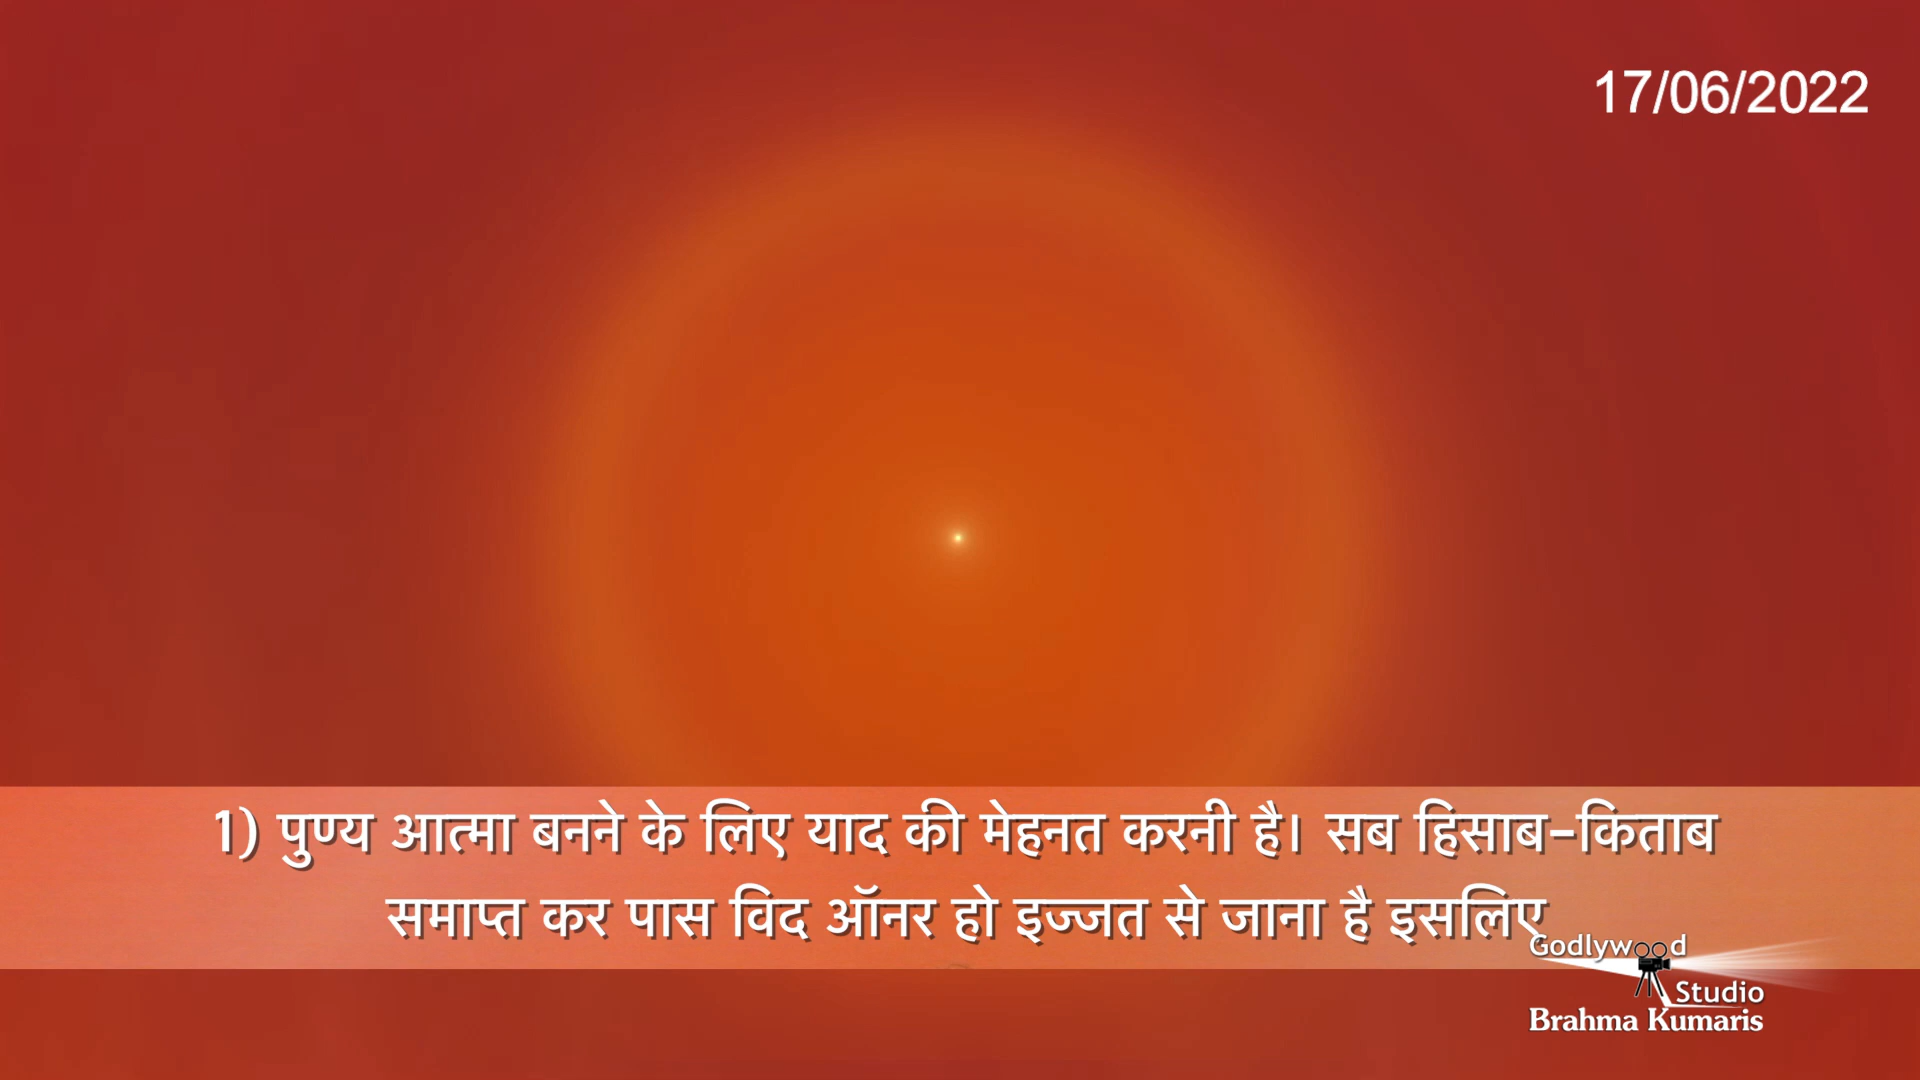 17/06/2022
1) पुण्य आत्मा बनने के लिए याद की मेहनत करनी है। सब हिसाब-किताब
समाप्त कर पास विद ऑनर हो इज्जत से जाना है इसलिए
Godlywood
Studio
Brahma Kumaris